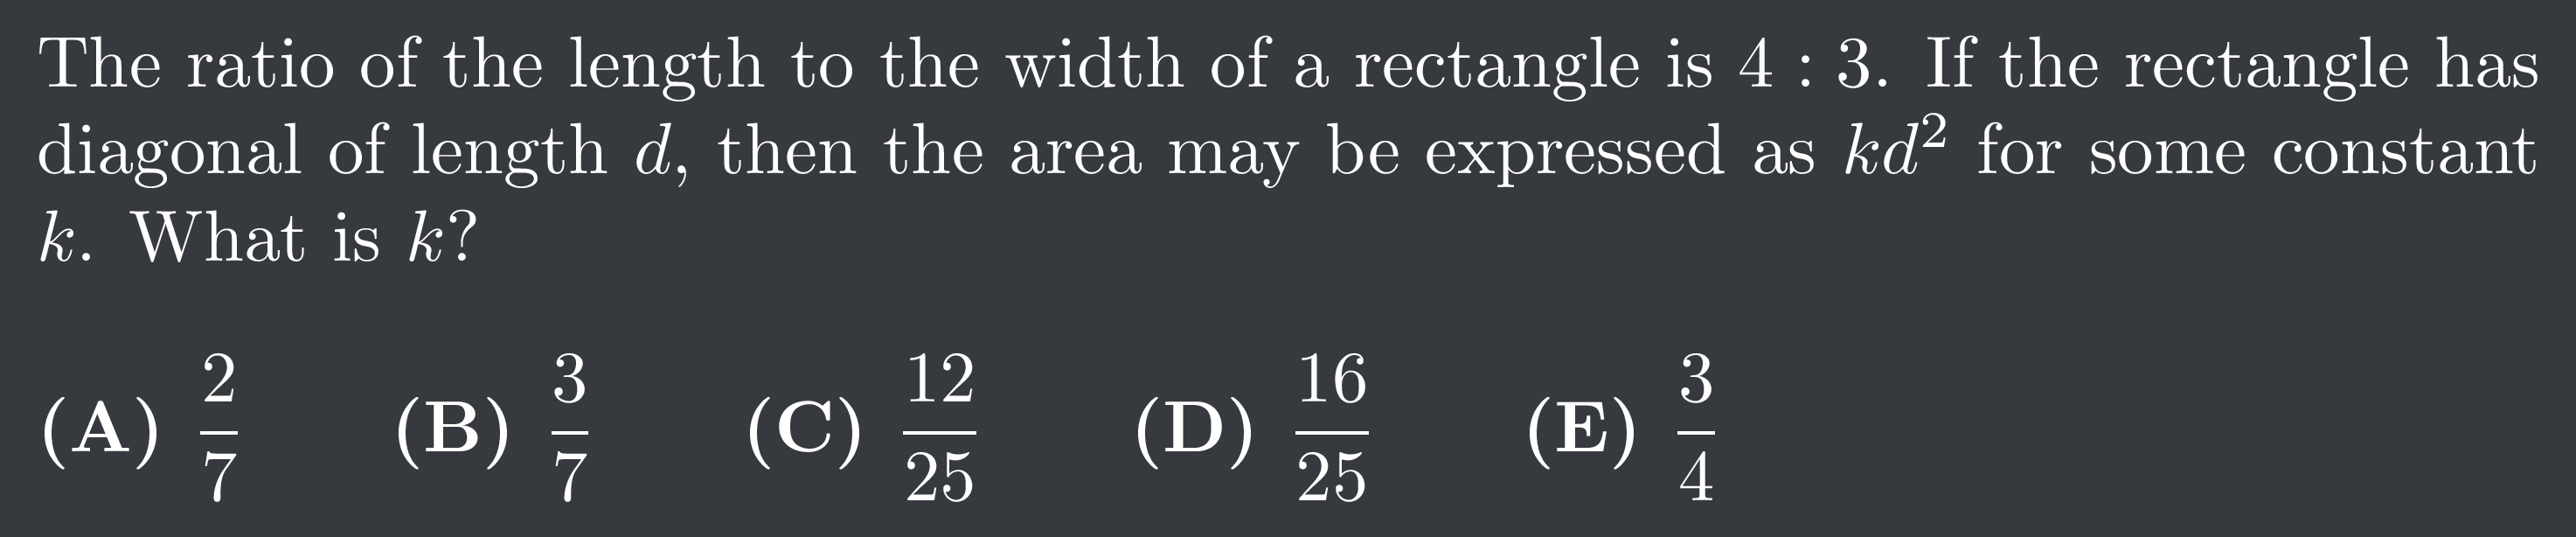 The ratio of the length to the width of a rectangle is 4 : 3. If the rectangle has
diagonal of length d, then the area may be expressed as kd² for some constant
k. What is k?
(A) 2/7 (B) 3/7 (C) 12/25 (D) 16/25 (E) 3/4